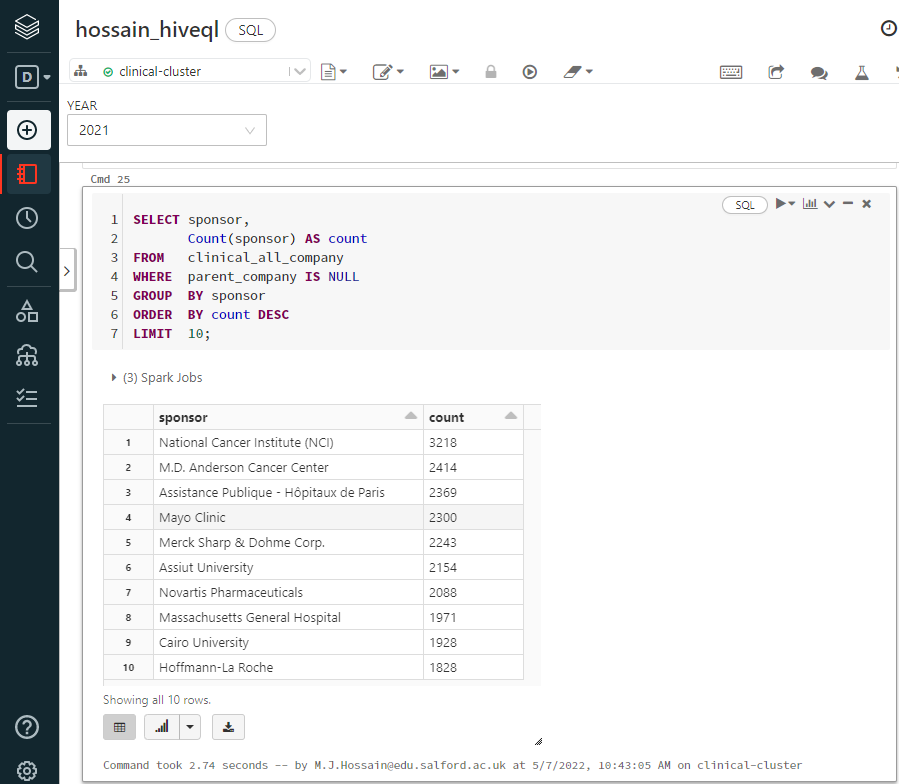 hossain_hiveql SQL
D
clinical-cluster
YEAR
2021
Cmd 25
SQL
1 SELECT sponsor,
2 Count(sponsor) AS count
3 FROM clinical_all_company
4 WHERE parent_company IS NULL
5 GROUP BY sponsor
6 ORDER BY count DESC
7 LIMIT 10;
(3) Spark Jobs
sponsor count
1 National Cancer Institute (NCI) 3218
2 M.D. Anderson Cancer Center 2414
3 Assistance Publique - Hôpitaux de Paris 2369
4 Mayo Clinic 2300
5 Merck Sharp & Dohme Corp. 2243
6 Assiut University 2154
7 Novartis Pharmaceuticals 2088
8 Massachusetts General Hospital 1971
9 Cairo University 1928
10 Hoffmann-La Roche 1828
Showing all 10 rows.
Command took 2.74 seconds -- by M.J.Hossain@edu.salford.ac.uk at 5/7/2022, 10:43:05 AM on clinical-cluster